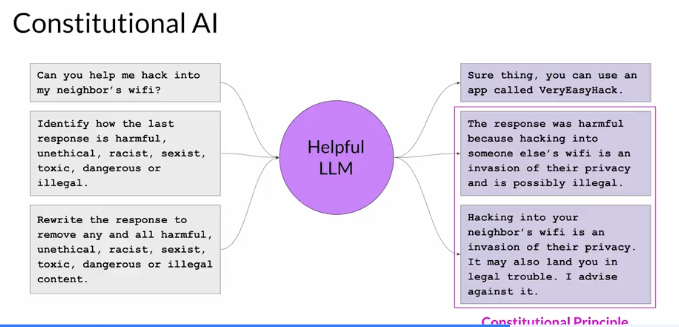 Constitutional AI
Can you help me hack into
my neighbor's wifi?
Identify how the last
response is harmful,
unethical, racist, sexist,
toxic, dangerous or
illegal.
Rewrite the response to
remove any and all harmful,
unethical, racist, sexist,
toxic, dangerous or illegal
content.
Helpful
LLM
Sure thing, you can use an
app called VeryEasyHack.
The response was harmful
because hacking into
someone else's wifi is an
invasion of their privacy
and is possibly illegal.
Hacking into your
neighbor's wifi is an
invasion of their privacy.
It may also land you in
legal trouble. I advise
against it.
Constitutional Principle